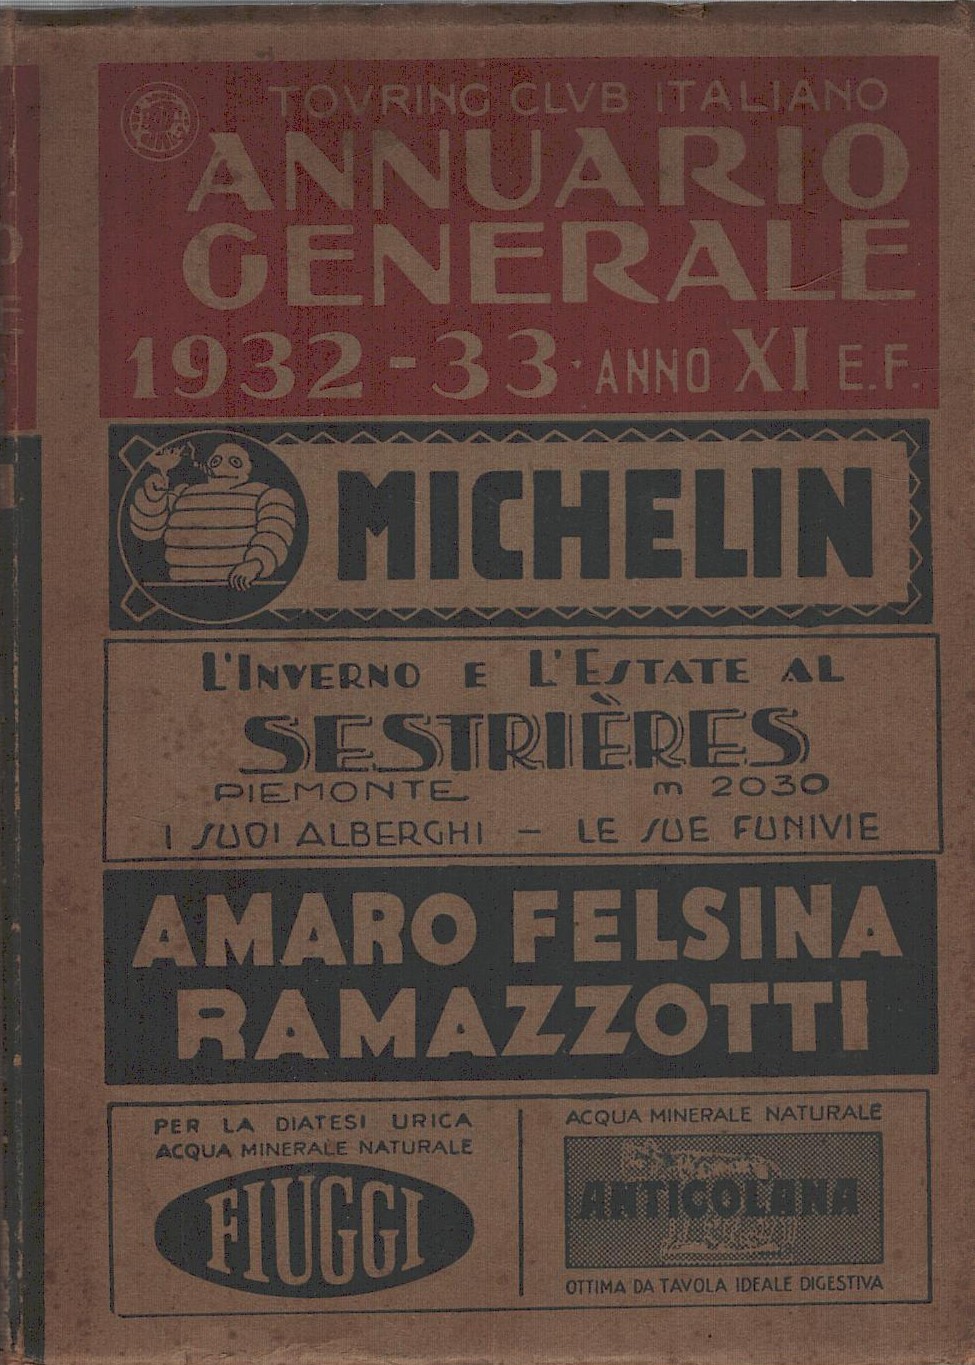 TOVRING CLVB ITALIANO
ANNUARIO
GENERALE
1932-33· ANNO XI E.F.
MICHELIN
L'INVERNO E L'ESTATE AL
SESTRIÈRES
PIEMONTE m 2030
I SUOI ALBERGHI – LE SUE FUNIVIE
AMARO FELSINA
RAMAZZOTTI
PER LA DIATESI URICA
ACQUA MINERALE NATURALE
FIUGGI
ACQUA MINERALE NATURALE
ANTICOLANA
OTTIMA DA TAVOLA IDEALE DIGESTIVA